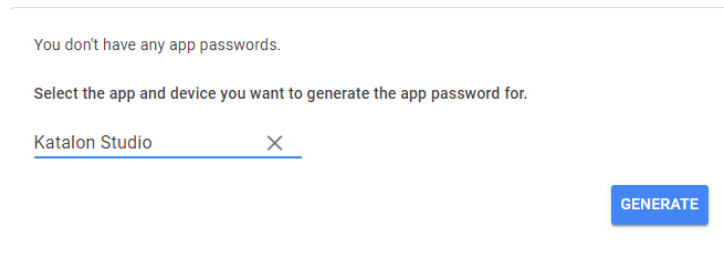 You don't have any app passwords.
Select the app and device you want to generate the app password for.
Katalon Studio
GENERATE